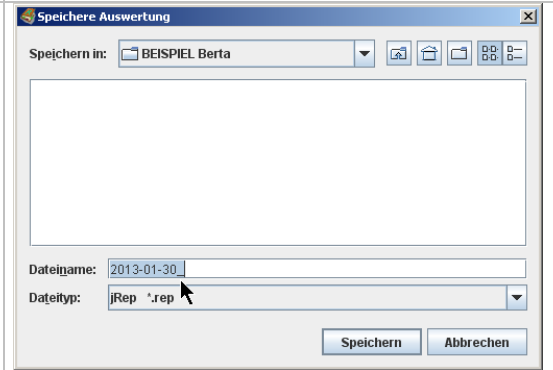 Speichere Auswertung
Speichern in: BEISPIEL Berta
Dateiname: 2013-01-30_
Dateityp: jRep *.rep
Speichern Abbrechen